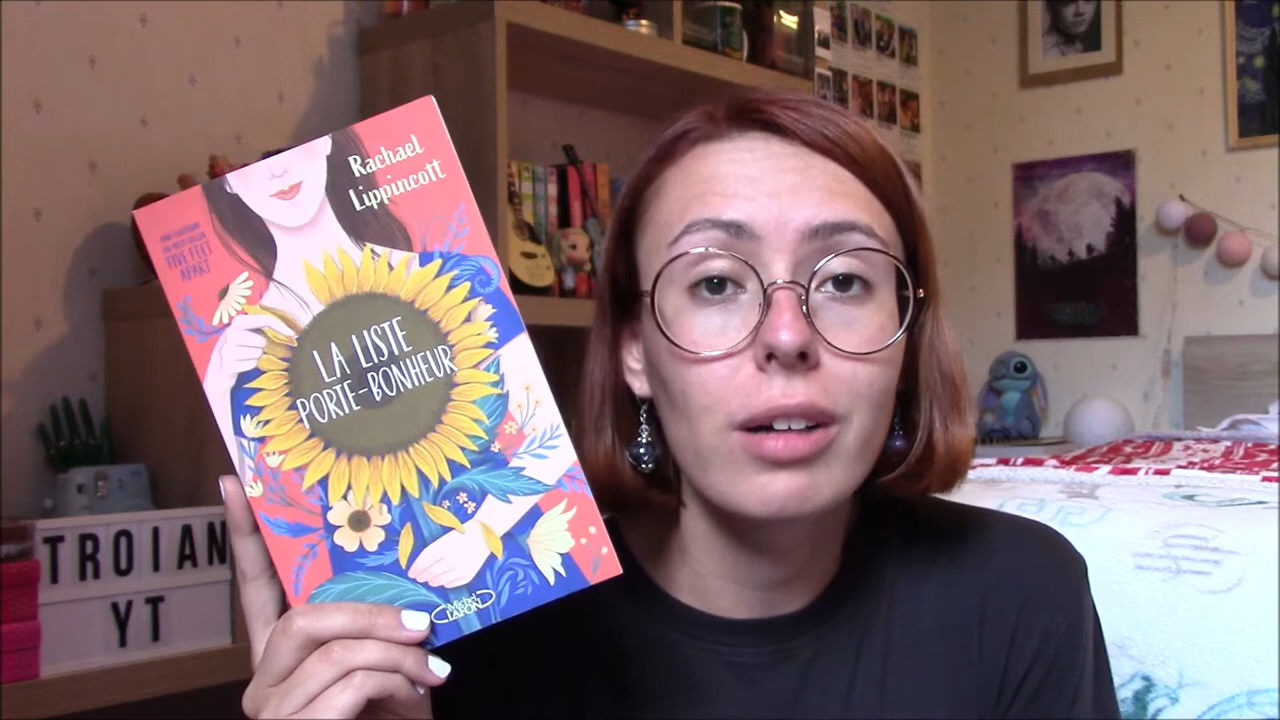 Rachael
Lippincott
FIVE FEET
APART
LA LISTE
PORTE-BONHEUR
Michel
LAFON
TROIAN
YT